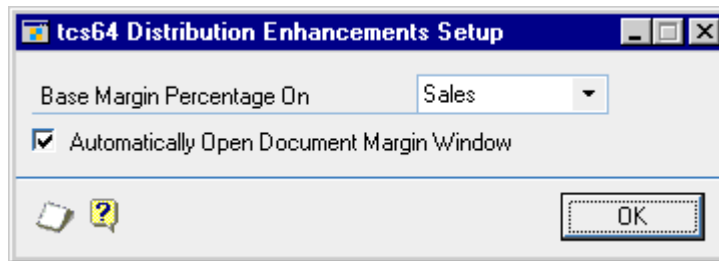 tcs64 Distribution Enhancements Setup
Base Margin Percentage On Sales
Automatically Open Document Margin Window
OK